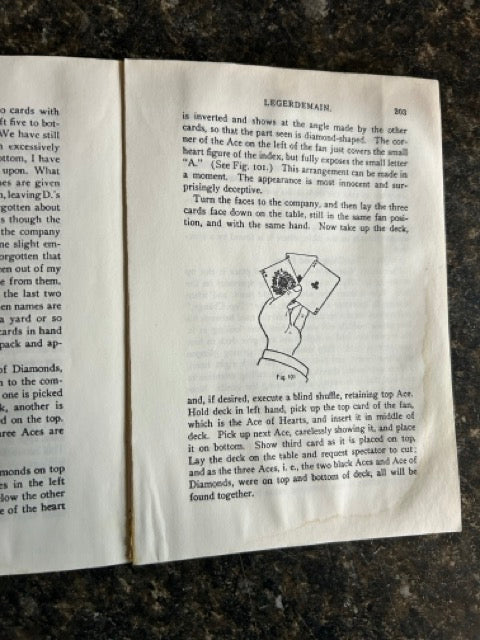 o cards with
ft five to bot-
We have still
n excessively
ottom, I have
upon. What
es are given
n, leaving D.'s
gotten about
s though the
the company
ne slight em-
orgotten that
en out of my
e from them,
the last two
en names are
a yard or so
cards in hand
pack and ap-
of Diamonds,
n to the com-
one is picked
k, another is
d on the top.
ree Aces are
monds on top
es in the left
low the other
e of the heart
LEGERDEMAIN. 203
is inverted and shows at the angle made by the other
cards, so that the part seen is diamond-shaped. The cor-
ner of the Ace on the left of the fan just covers the small
heart figure of the index, but fully exposes the small letter
"A." (See Fig. 101.) This arrangement can be made in
a moment. The appearance is most innocent and sur-
prisingly deceptive.
Turn the faces to the company, and then lay the three
cards face down on the table, still in the same fan posi-
tion, and with the same hand. Now take up the deck,
Fig. 101
and, if desired, execute a blind shuffle, retaining top Ace.
Hold deck in left hand, pick up the top card of the fan,
which is the Ace of Hearts, and insert it in middle of
deck. Pick up next Ace, carelessly showing it, and place
it on bottom. Show third card as it is placed on top.
Lay the deck on the table and request spectator to cut;
and as the three Aces, i. e., the two black Aces and Ace of
Diamonds, were on top and bottom of deck, all will be
found together.